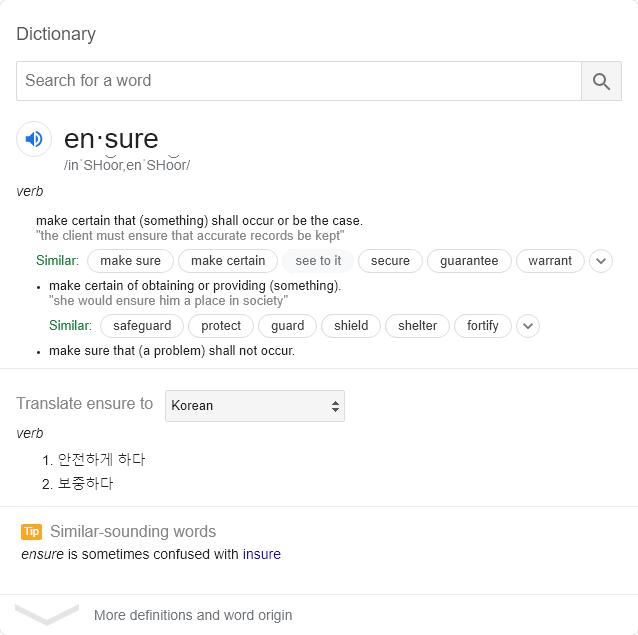 Dictionary
Search for a word
en·sure
/inˈSHo͝or,enˈSHo͝or/
verb
make certain that (something) shall occur or be the case.
"the client must ensure that accurate records be kept"
Similar: make sure make certain see to it secure guarantee warrant
• make certain of obtaining or providing (something).
"she would ensure him a place in society"
Similar: safeguard protect guard shield shelter fortify
• make sure that (a problem) shall not occur.
Translate ensure to Korean
verb
1. 안전하게 하다
2. 보증하다
Tip Similar-sounding words
ensure is sometimes confused with insure
More definitions and word origin